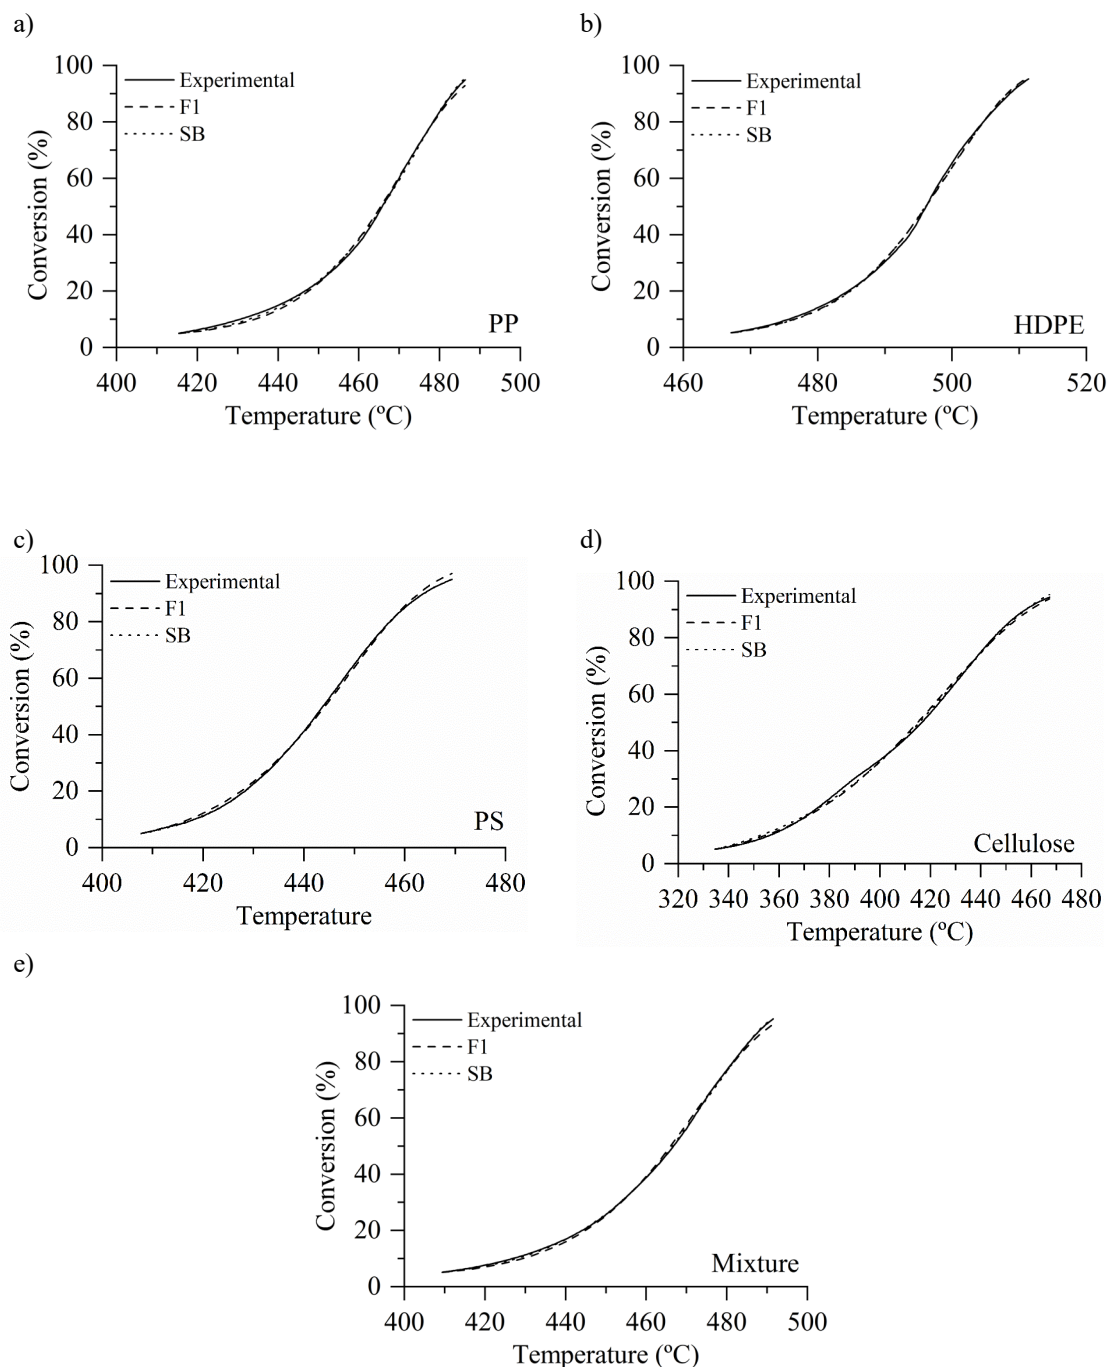 a)
100
80
60
40
20
0
Conversion (%)
Experimental
F1
SB
PP
400 420 440 460 480 500
Temperature (ºC)
b)
100
80
60
40
20
0
Conversion (%)
Experimental
F1
SB
HDPE
460 480 500 520
Temperature (ºC)
c)
100
80
60
40
20
0
Conversion (%)
Experimental
F1
SB
PS
400 420 440 460 480
Temperature
d)
100
80
60
40
20
0
Conversion (%)
Experimental
F1
SB
Cellulose
320 340 360 380 400 420 440 460 480
Temperature (ºC)
e)
100
80
60
40
20
0
Conversion (%)
Experimental
F1
SB
Mixture
400 420 440 460 480 500
Temperature (ºC)